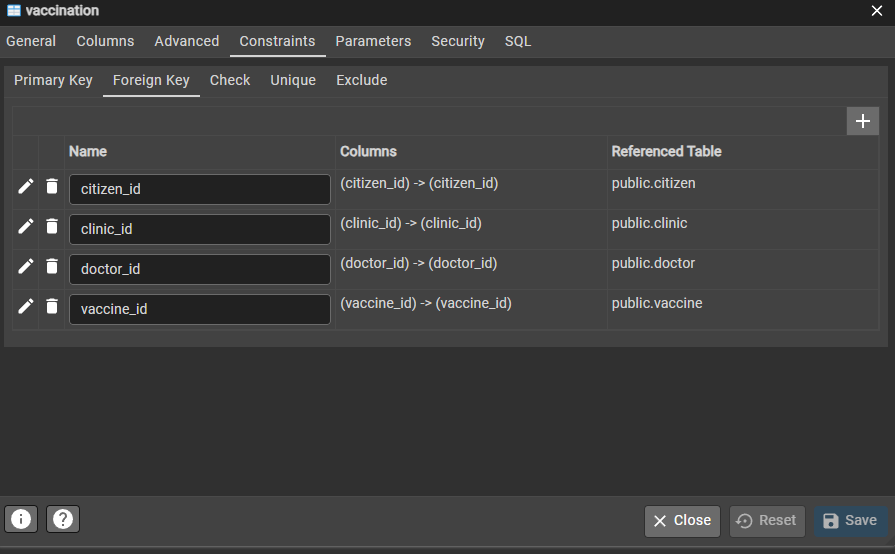 vaccination
General Columns Advanced Constraints Parameters Security SQL
Primary Key Foreign Key Check Unique Exclude
Name Columns Referenced Table
citizen_id (citizen_id) -> (citizen_id) public.citizen
clinic_id (clinic_id) -> (clinic_id) public.clinic
doctor_id (doctor_id) -> (doctor_id) public.doctor
vaccine_id (vaccine_id) -> (vaccine_id) public.vaccine
Close Reset Save